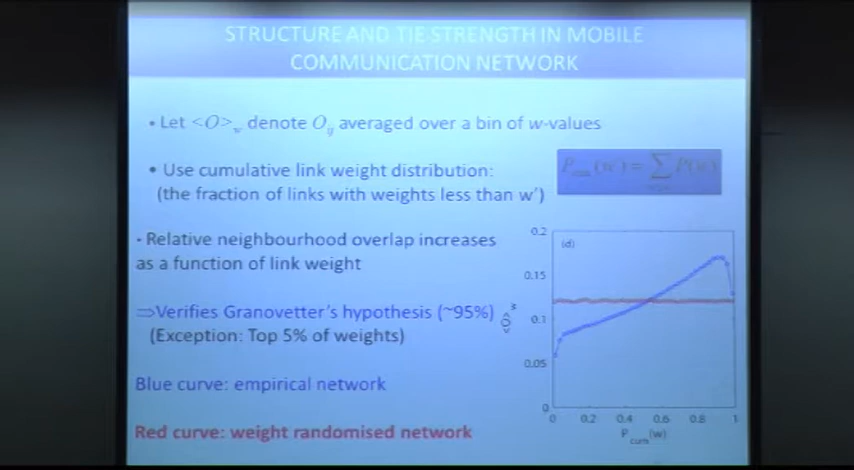 STRUCTURE AND TIE STRENGTH IN MOBILE
COMMUNICATION NETWORK
• Let <O>w denote Oij averaged over a bin of w-values
• Use cumulative link weight distribution:
(the fraction of links with weights less than w')
Pcum(w') = ∑ P(w)
• Relative neighbourhood overlap increases
as a function of link weight
⇒Verifies Granovetter's hypothesis (~95%)
(Exception: Top 5% of weights)
Blue curve: empirical network
Red curve: weight randomised network
(d)
0.2
0.15
0.1
0.05
0
<O>w
0 0.2 0.4 0.6 0.8 1
Pcum(w)